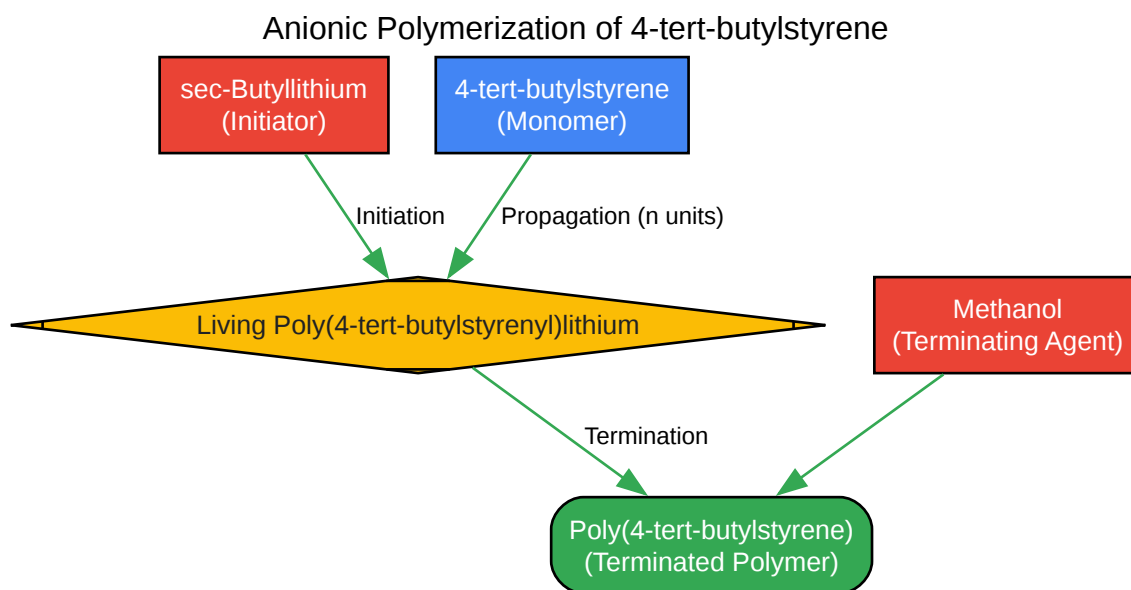 Anionic Polymerization of 4-tert-butylstyrene
sec-Butyllithium
(Initiator)
4-tert-butylstyrene
(Monomer)
Initiation
Propagation (n units)
Living Poly(4-tert-butylstyrenyl)lithium
Methanol
(Terminating Agent)
Termination
Poly(4-tert-butylstyrene)
(Terminated Polymer)